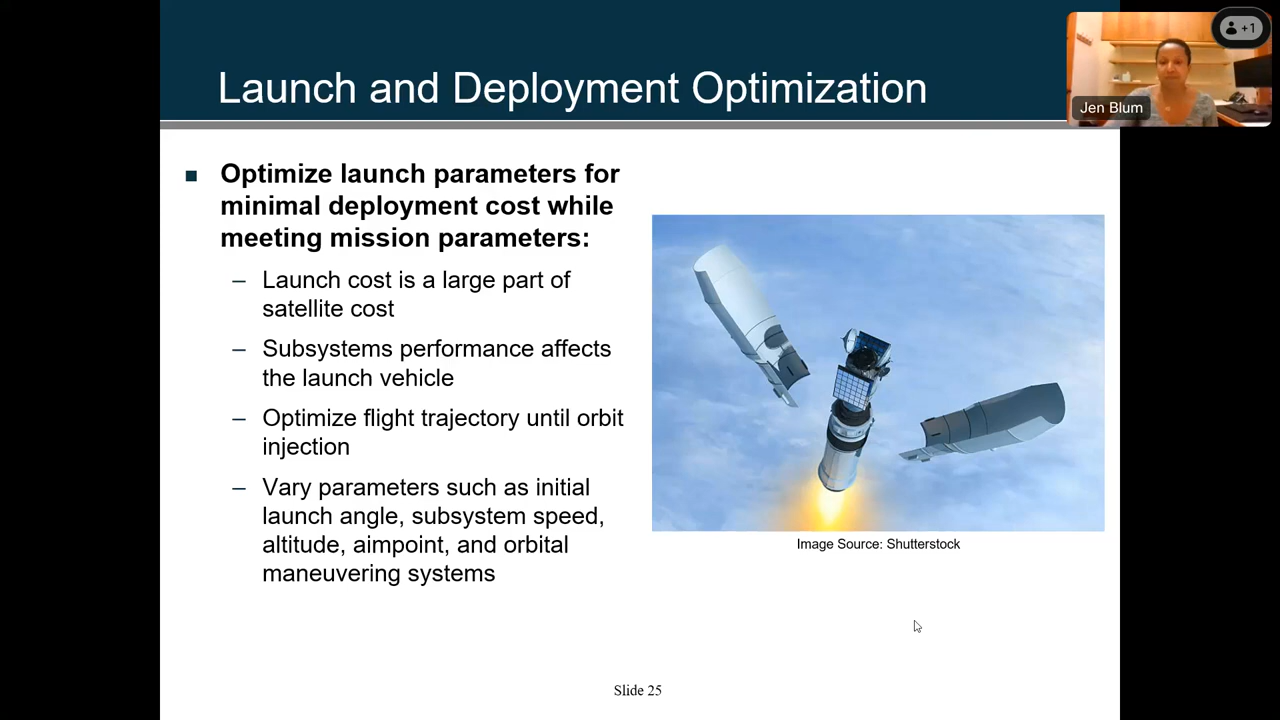 Launch and Deployment Optimization
+1
Jen Blum
Optimize launch parameters for
minimal deployment cost while
meeting mission parameters:
– Launch cost is a large part of
satellite cost
– Subsystems performance affects
the launch vehicle
– Optimize flight trajectory until orbit
injection
– Vary parameters such as initial
launch angle, subsystem speed,
altitude, aimpoint, and orbital
maneuvering systems
Image Source: Shutterstock
Slide 25